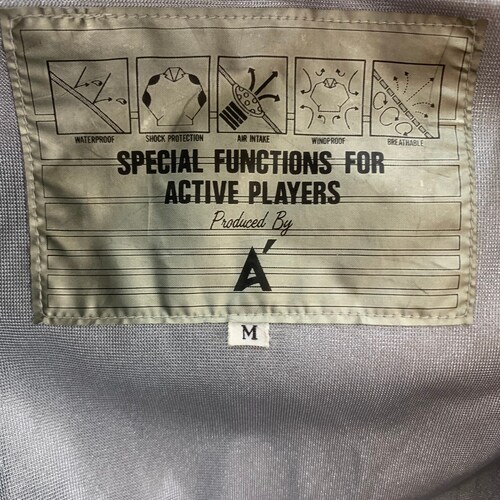 WATERPROOF SHOCK PROTECTION AIR INTAKE WINDPROOF BREATHABLE
SPECIAL FUNCTIONS FOR
ACTIVE PLAYERS
Produced By
A'
M